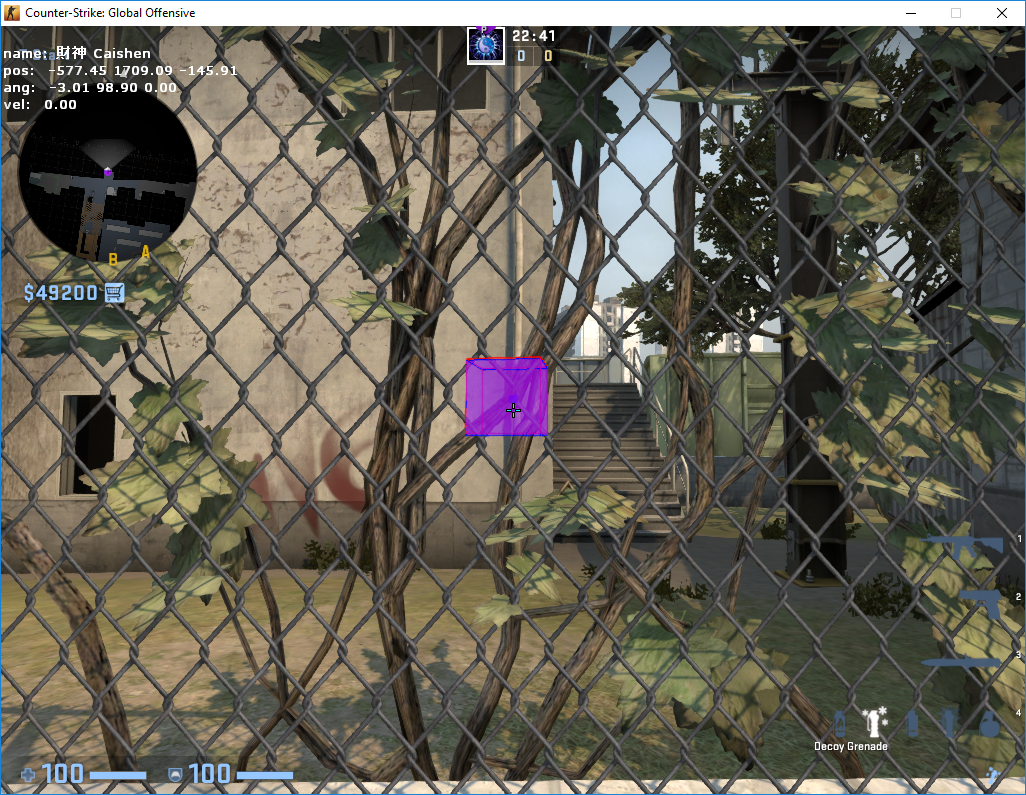 Counter-Strike: Global Offensive
22:41
0 0
name: 財神 Caishen
pos: -577.45 1709.09 -145.91
ang: -3.01 98.90 0.00
vel: 0.00
B A
$49200
1
2
3
4
Decoy Grenade
100 100